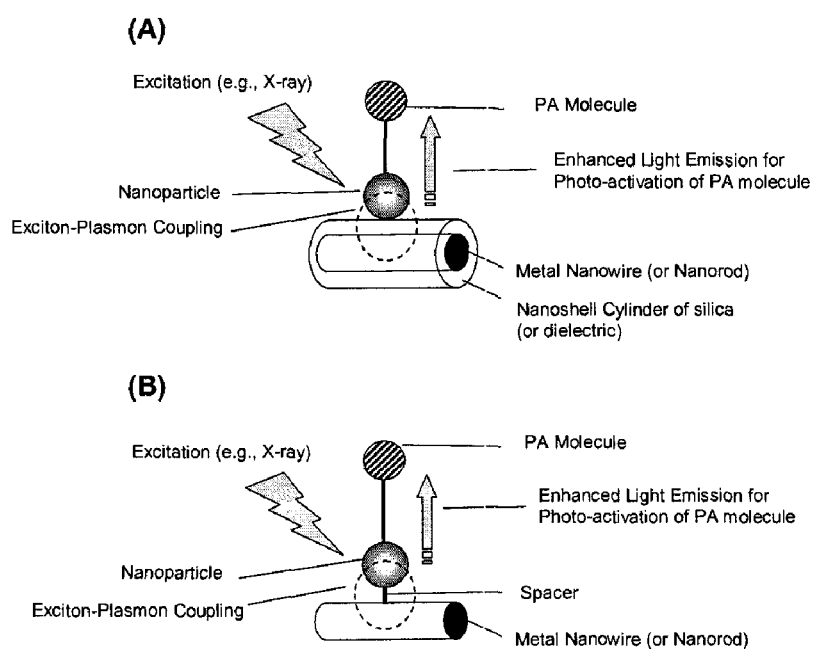 (A)
Excitation (e.g., X-ray)
PA Molecule
Enhanced Light Emission for
Photo-activation of PA molecule
Nanoparticle
Exciton-Plasmon Coupling
Metal Nanowire (or Nanorod)
Nanoshell Cylinder of silica
(or dielectric)
(B)
Excitation (e.g., X-ray)
PA Molecule
Enhanced Light Emission for
Photo-activation of PA molecule
Nanoparticle
Spacer
Exciton-Plasmon Coupling
Metal Nanowire (or Nanorod)